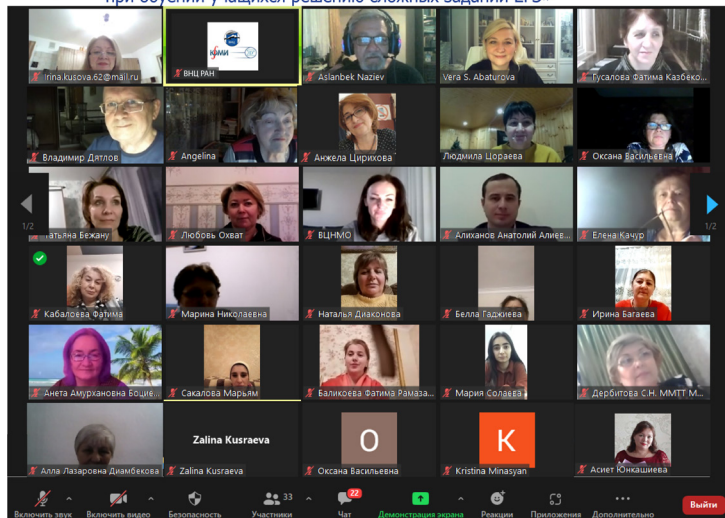 при обучении учащихся решению сложных заданий ЕГЭ»
Irina.kusova.62@mail.ru
ВНЦ РАН
Aslanbek Naziev
Vera S. Abaturova
Гусалова Фатима Казбеко...
Владимир Дятлов
Angelina
Анжела Цирихова
Людмила Цораева
Оксана Васильевна
1/2
Татьяна Бежану
Любовь Охват
ВЦНМО
Алиханов Анатолий Алиев...
Елена Качур
1/2
Кабалоева Фатима
Марина Николаевна
Наталья Диаконова
Белла Гаджиева
Ирина Багаева
Анета Амурхановна Боцие...
Сакалова Марьям
Баликоева Фатима Рамаза...
Мария Солаева
Дербитова С.Н. ММТТ М...
Zalina Kusraeva
О
K
Алла Лазаровна Диамбекова
Zalina Kusraeva
Оксана Васильевна
Kristina Minasyan
Асиет Юнкашиева
33
22
Включить звук
Включить видео
Безопасность
Участники
Чат
Демонстрация экрана
Реакции
Приложения
Дополнительно
Выйти